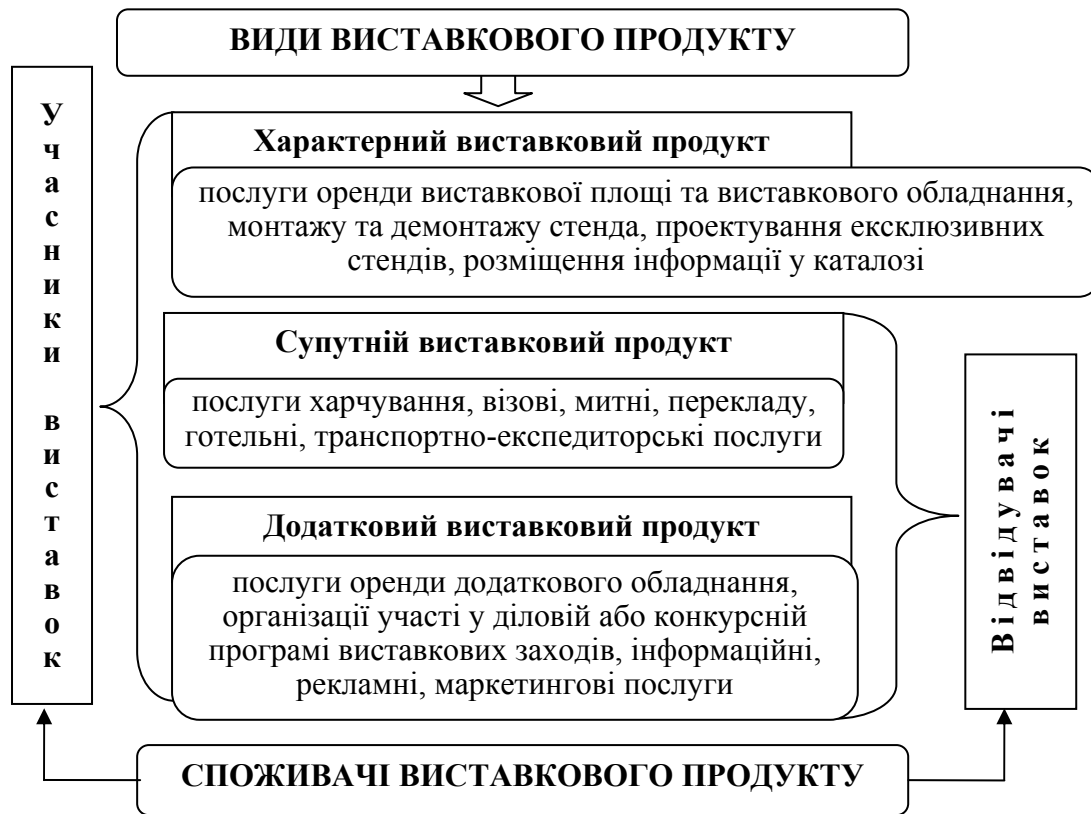 ВИДИ ВИСТАВКОВОГО ПРОДУКТУ
Учасники виставок
Характерний виставковий продукт
послуги оренди виставкової площі та виставкового обладнання,
монтажу та демонтажу стенда, проектування ексклюзивних
стендів, розміщення інформації у каталозі
Супутній виставковий продукт
послуги харчування, візові, митні, перекладу,
готельні, транспортно-експедиторські послуги
Додатковий виставковий продукт
послуги оренди додаткового обладнання,
організації участі у діловій або конкурсній
програмі виставкових заходів, інформаційні,
рекламні, маркетингові послуги
Відвідувачі
виставок
СПОЖИВАЧІ ВИСТАВКОВОГО ПРОДУКТУ